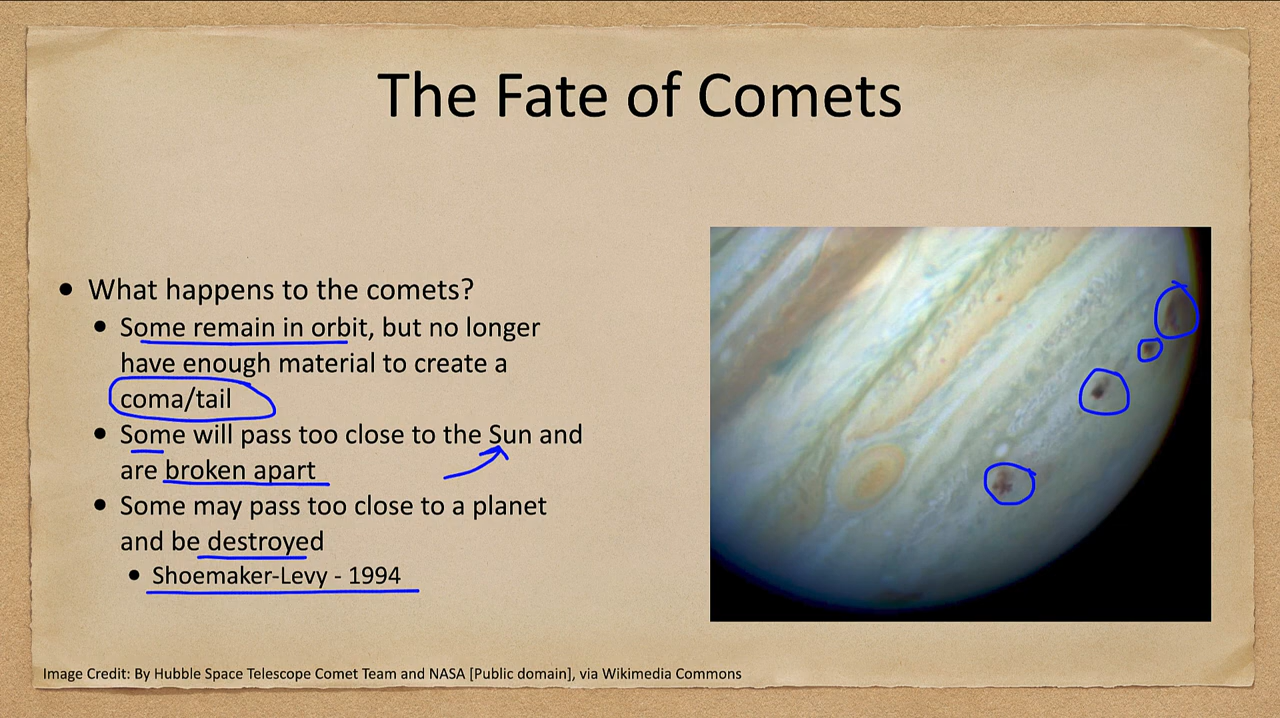 The Fate of Comets
• What happens to the comets?
• Some remain in orbit, but no longer
have enough material to create a
coma/tail
• Some will pass too close to the Sun and
are broken apart
• Some may pass too close to a planet
and be destroyed
• Shoemaker-Levy - 1994
Image Credit: By Hubble Space Telescope Comet Team and NASA [Public domain], via Wikimedia Commons